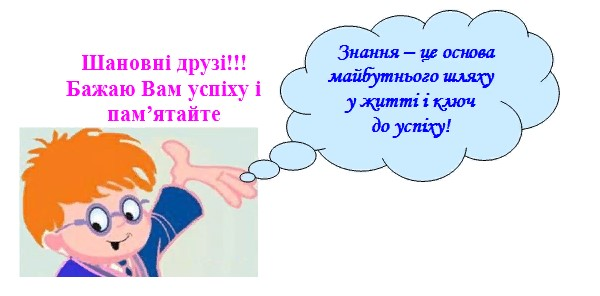 Шановні друзі!!!
Бажаю Вам успіху і
пам’ятайте
Знання – це основа
майбутнього шляху
у житті і ключ
до успіху!